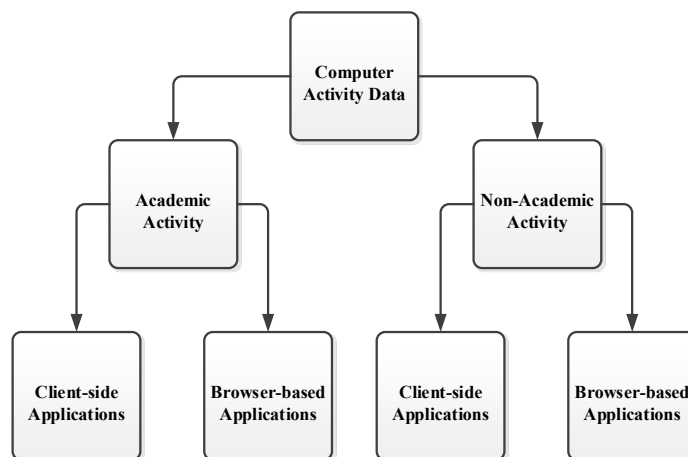 Computer
Activity Data
Academic
Activity
Non-Academic
Activity
Client-side
Applications
Browser-based
Applications
Client-side
Applications
Browser-based
Applications